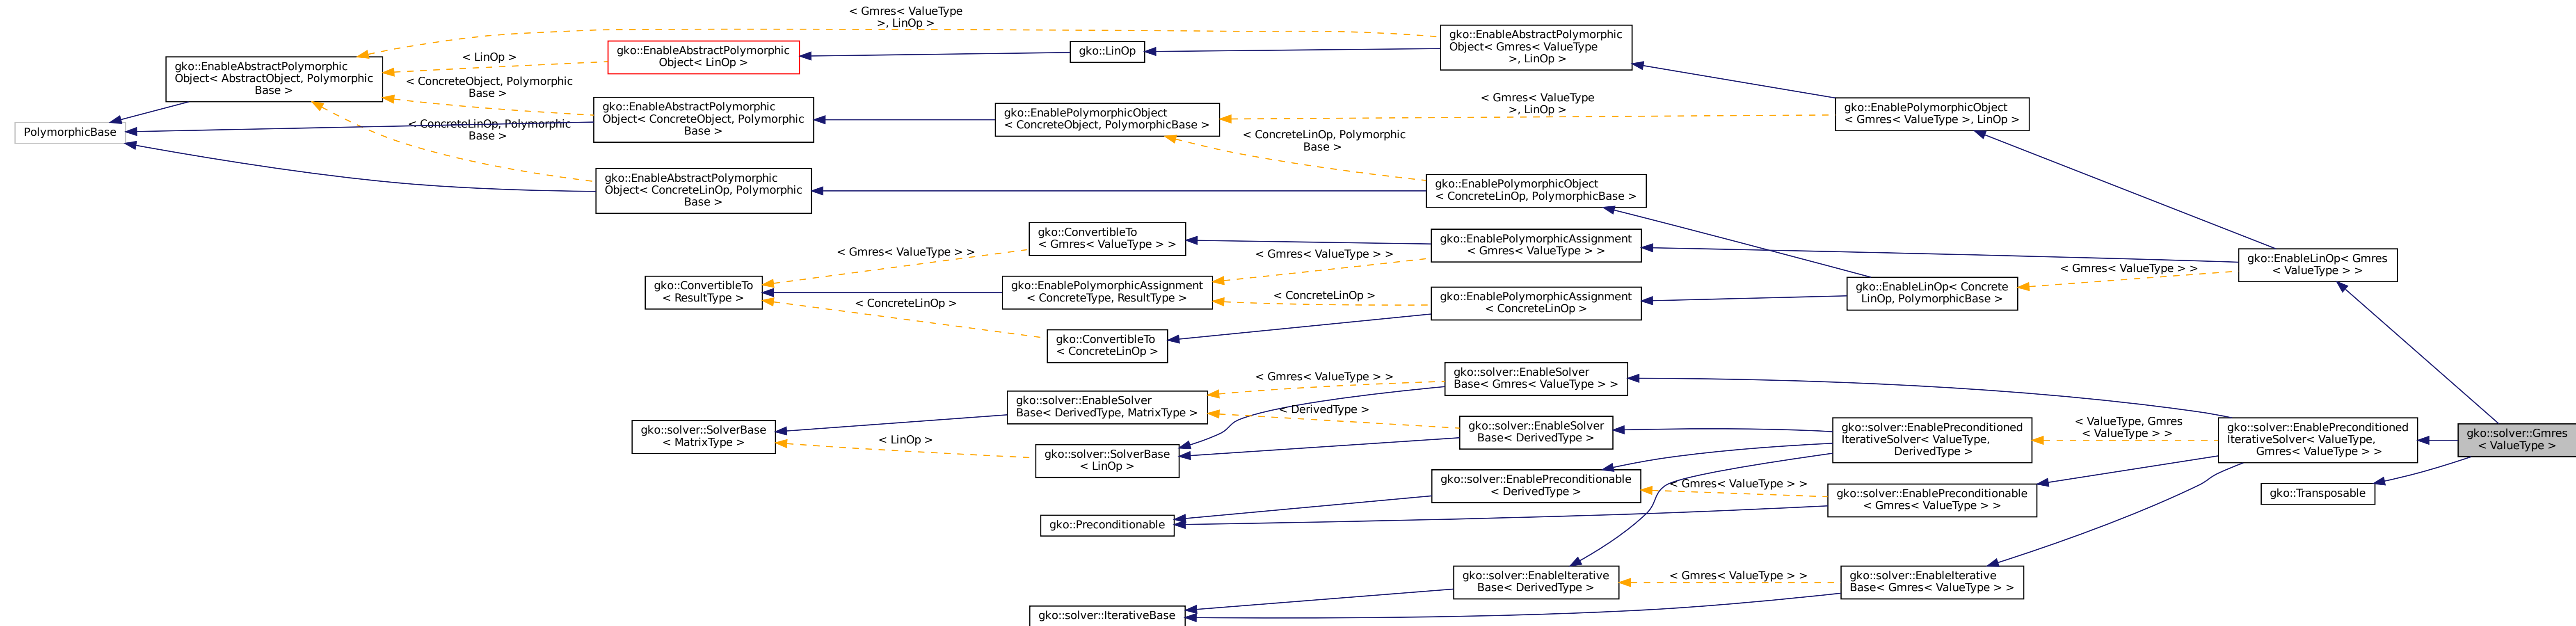 < Gmres< ValueType
>, LinOp >
gko::EnableAbstractPolymorphic
Object< Gmres< ValueType
>, LinOp >
gko::EnableAbstractPolymorphic
Object< LinOp >
gko::LinOp
< LinOp >
gko::EnableAbstractPolymorphic
Object< AbstractObject, Polymorphic
Base >
< ConcreteObject, Polymorphic
Base >
gko::EnableAbstractPolymorphic
Object< ConcreteObject, Polymorphic
Base >
gko::EnablePolymorphicObject
< ConcreteObject, PolymorphicBase >
< Gmres< ValueType
>, LinOp >
gko::EnablePolymorphicObject
< Gmres< ValueType >, LinOp >
PolymorphicBase
< ConcreteLinOp, Polymorphic
Base >
< ConcreteLinOp, Polymorphic
Base >
gko::EnableAbstractPolymorphic
Object< ConcreteLinOp, Polymorphic
Base >
gko::EnablePolymorphicObject
< ConcreteLinOp, PolymorphicBase >
gko::ConvertibleTo
< Gmres< ValueType > >
gko::EnablePolymorphicAssignment
< Gmres< ValueType > >
< Gmres< ValueType > >
< Gmres< ValueType > >
gko::EnableLinOp< Gmres
< ValueType > >
< Gmres< ValueType > >
gko::ConvertibleTo
< ResultType >
gko::EnablePolymorphicAssignment
< ConcreteType, ResultType >
< ConcreteLinOp >
gko::EnablePolymorphicAssignment
< ConcreteLinOp >
gko::EnableLinOp< Concrete
LinOp, PolymorphicBase >
< ConcreteLinOp >
gko::ConvertibleTo
< ConcreteLinOp >
gko::solver::EnableSolver
Base< Gmres< ValueType > >
< Gmres< ValueType > >
gko::solver::EnableSolver
Base< DerivedType, MatrixType >
< DerivedType >
gko::solver::SolverBase
< MatrixType >
< LinOp >
gko::solver::SolverBase
< LinOp >
gko::solver::EnableSolver
Base< DerivedType >
gko::solver::EnablePreconditioned
IterativeSolver< ValueType,
DerivedType >
< ValueType, Gmres
< ValueType > >
gko::solver::EnablePreconditioned
IterativeSolver< ValueType,
Gmres< ValueType > >
gko::solver::Gmres
< ValueType >
gko::solver::EnablePreconditionable
< DerivedType >
< Gmres< ValueType > >
gko::solver::EnablePreconditionable
< Gmres< ValueType > >
gko::Transposable
gko::Preconditionable
gko::solver::EnableIterative
Base< DerivedType >
< Gmres< ValueType > >
gko::solver::EnableIterative
Base< Gmres< ValueType > >
gko::solver::IterativeBase